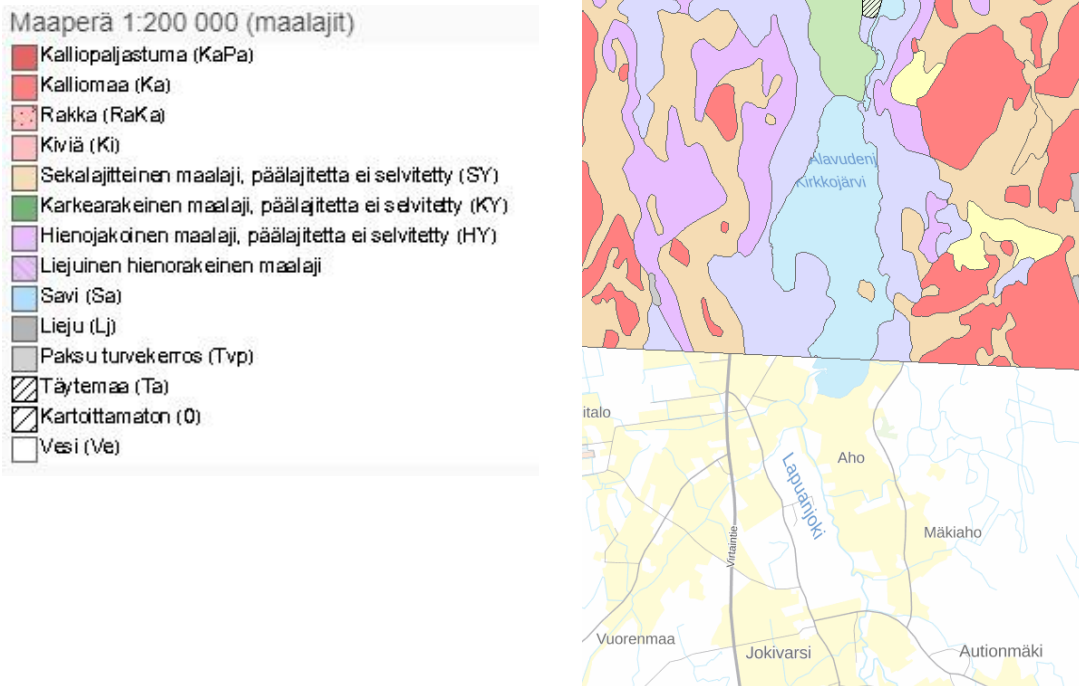 Maaperä 1:200 000 (maalajit)
Kalliopaljastuma (KaPa)
Kalliomaa (Ka)
Rakka (RaKa)
Kiviä (Ki)
Sekalajitteinen maalaji, päälajitetta ei selvitetty (SY)
Karkearakeinen maalaji, päälajitetta ei selvitetty (KY)
Hienojakoinen maalaji, päälajitetta ei selvitetty (HY)
Liejuinen hienorakeinen maalaji
Savi (Sa)
Lieju (Lj)
Paksu turvekerros (Tvp)
Täytemaa (Ta)
Kartoittamaton (0)
Vesi (Ve)
Alavuden
Kirkkojärvi
italo
Aho
Lapuanjoki
Virtaintie
Mäkiaho
Vuorenmaa
Jokivarsi
Autionmäki